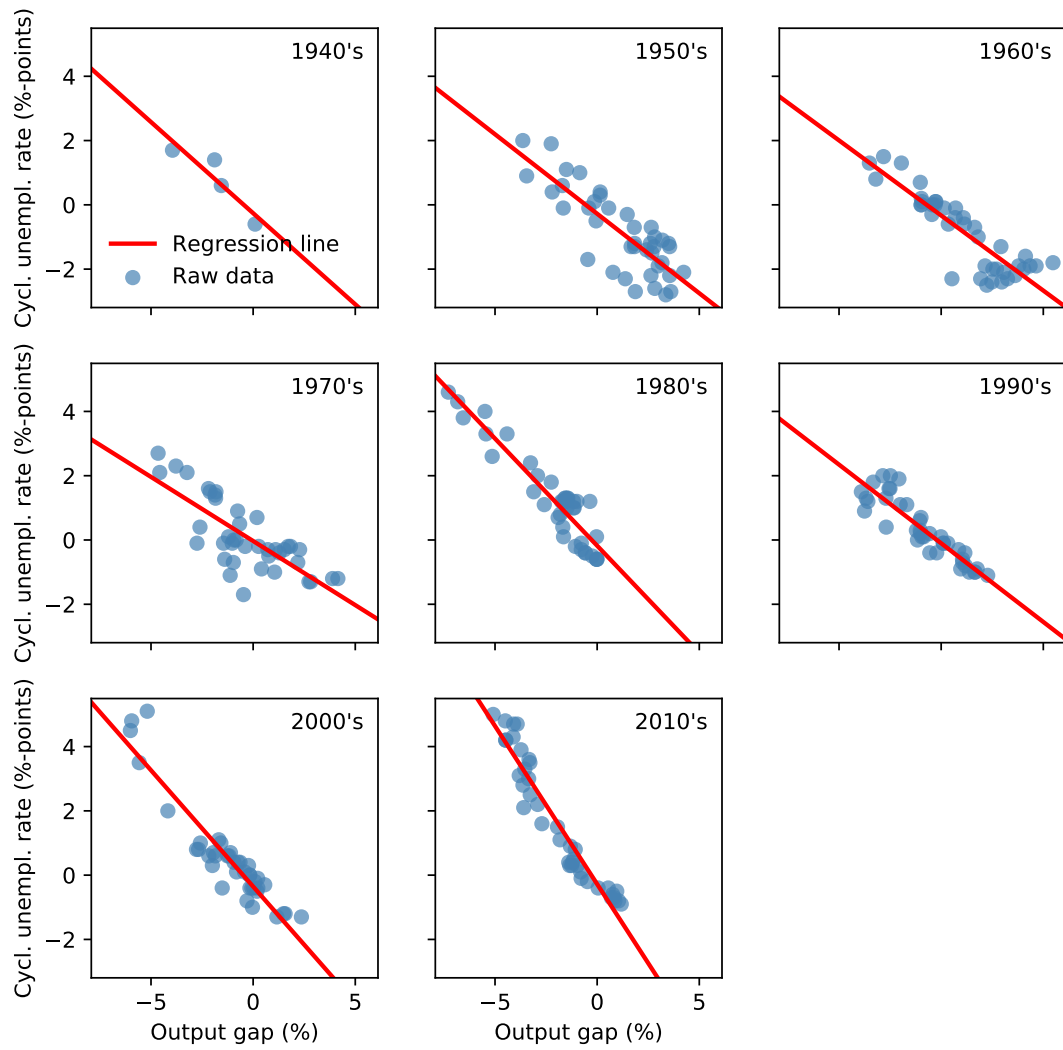 1940's
1950's
1960's
Cycl. unempl. rate (%-points)
4
2
0
−2
Regression line
Raw data
1970's
1980's
1990's
Cycl. unempl. rate (%-points)
4
2
0
−2
2000's
2010's
Cycl. unempl. rate (%-points)
4
2
0
−2
−5 0 5
−5 0 5
Output gap (%)
Output gap (%)